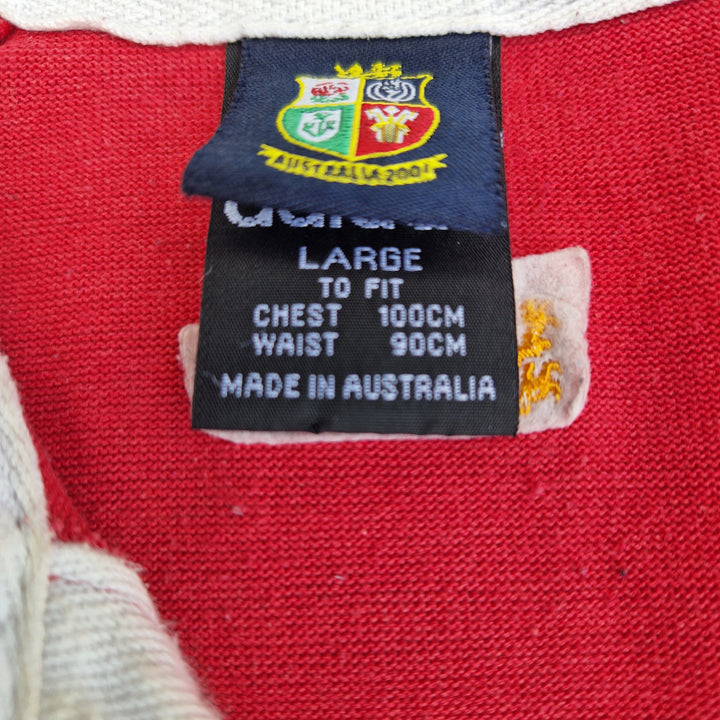 AUSTRALIA 2001
LARGE
TO FIT
CHEST 100CM
WAIST 90CM
MADE IN AUSTRALIA